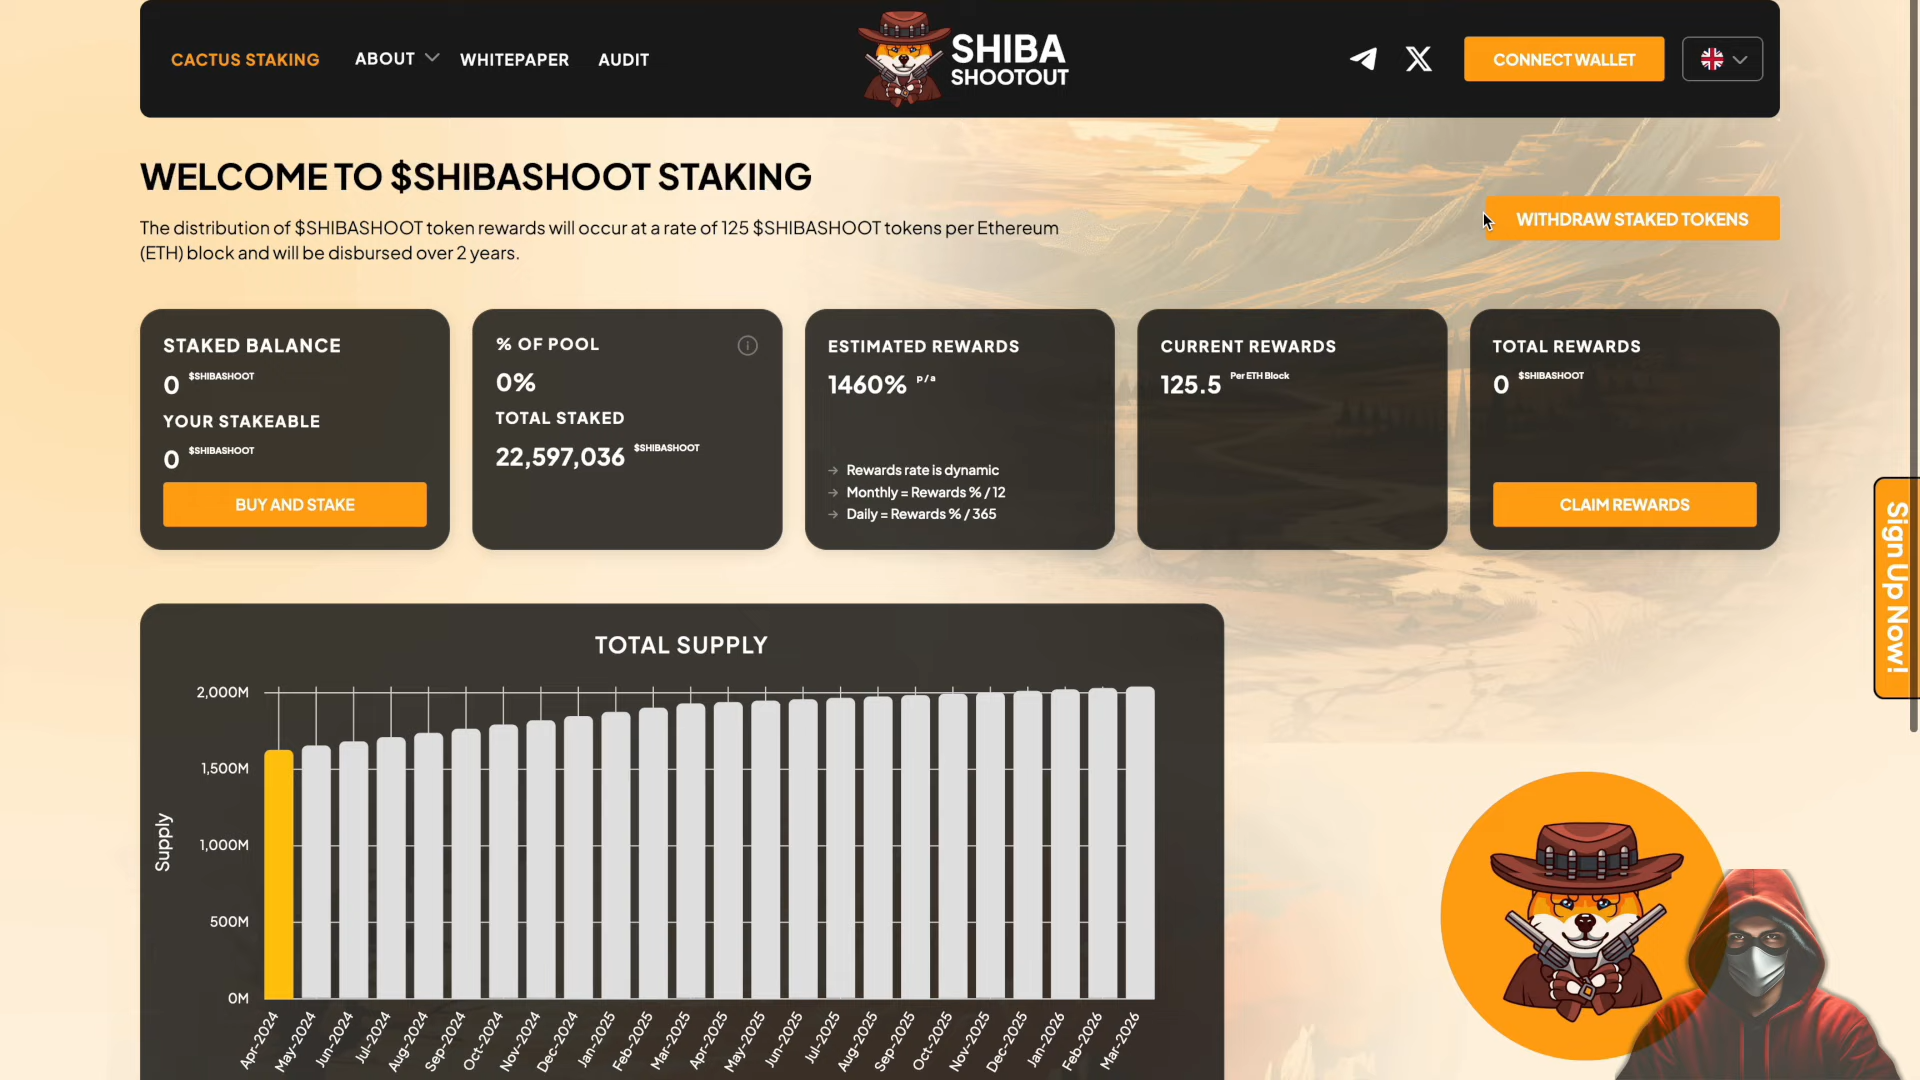 CACTUS STAKING
ABOUT
WHITEPAPER
AUDIT
SHIBA
SHOOTOUT
CONNECT WALLET
WELCOME TO $SHIBASHOOT STAKING
The distribution of $SHIBASHOOT token rewards will occur at a rate of 125 $SHIBASHOOT tokens per Ethereum
(ETH) block and will be disbursed over 2 years.
WITHDRAW STAKED TOKENS
STAKED BALANCE
0 $SHIBASHOOT
YOUR STAKEABLE
0 $SHIBASHOOT
BUY AND STAKE
% OF POOL
0%
TOTAL STAKED
22,597,036 $SHIBASHOOT
ESTIMATED REWARDS
1460% p/a
→ Rewards rate is dynamic
→ Monthly = Rewards % / 12
→ Daily = Rewards % / 365
CURRENT REWARDS
125.5 Per ETH Block
TOTAL REWARDS
0 $SHIBASHOOT
CLAIM REWARDS
Sign Up Now!
TOTAL SUPPLY
Supply
2,000M
1,500M
1,000M
500M
0M
Apr-2024
May-2024
Jun-2024
Jul-2024
Aug-2024
Sep-2024
Oct-2024
Nov-2024
Dec-2024
Jan-2025
Feb-2025
Mar-2025
Apr-2025
May-2025
Jun-2025
Jul-2025
Aug-2025
Sep-2025
Oct-2025
Nov-2025
Dec-2025
Jan-2026
Feb-2026
Mar-2026